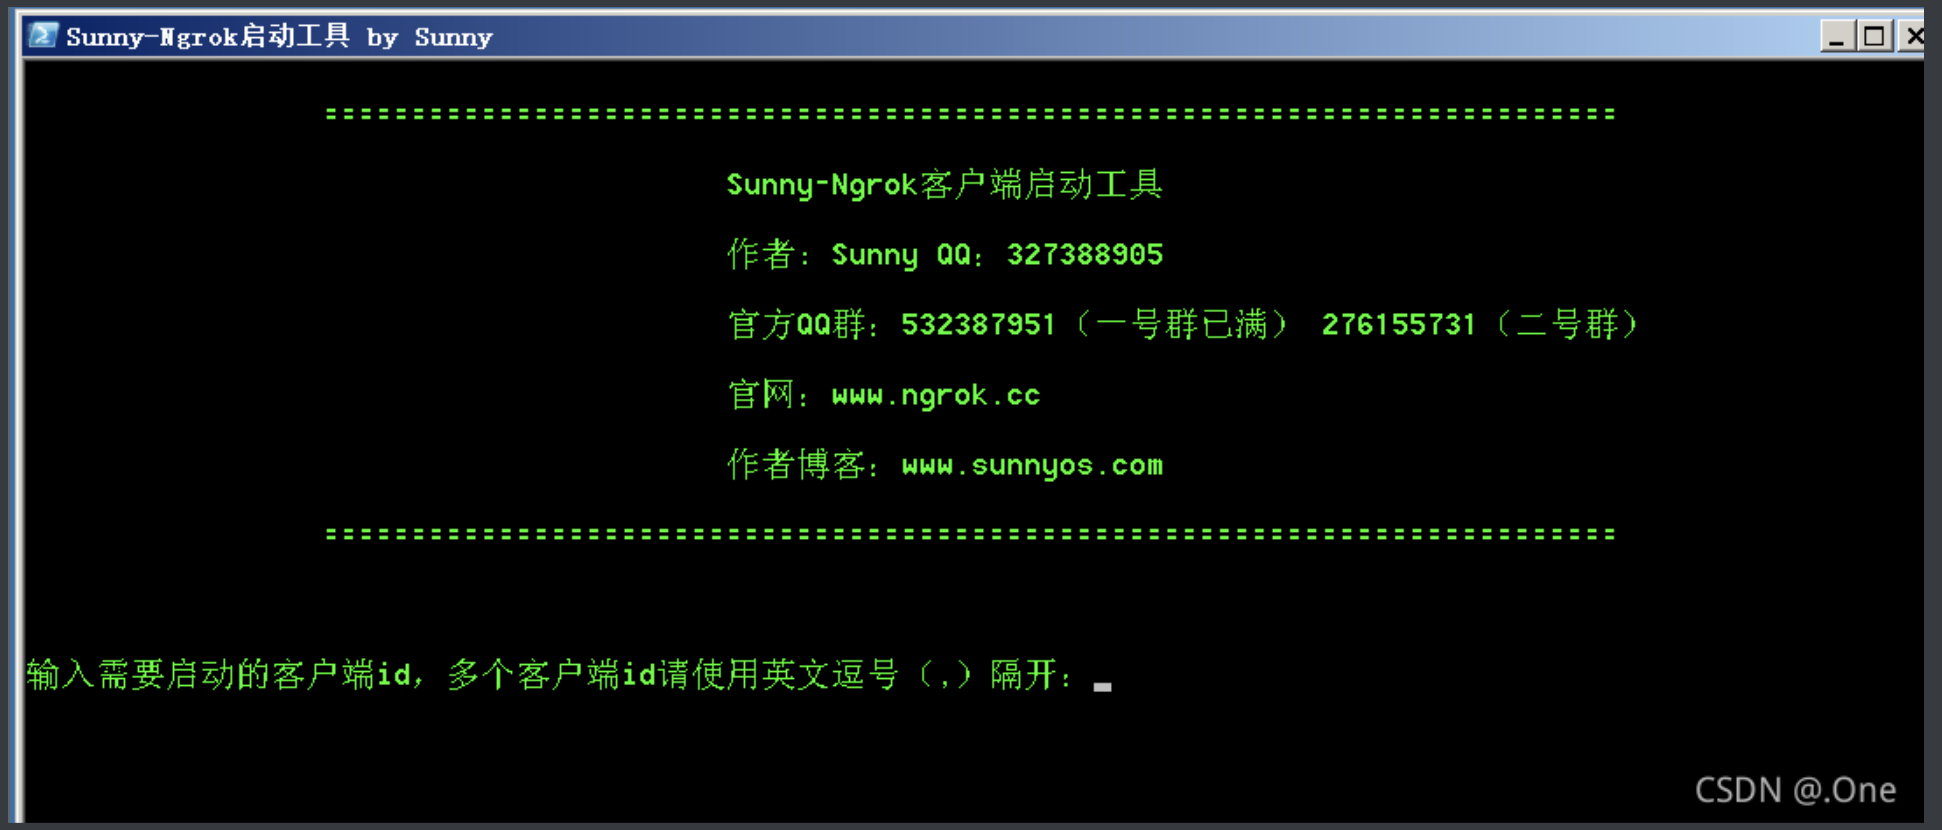 Sunny-Ngrok启动工具 by Sunny
==========================================================================
Sunny-Ngrok客户端启动工具
作者：Sunny QQ：327388905
官方QQ群：532387951（一号群已满） 276155731（二号群）
官网：www.ngrok.cc
作者博客：www.sunnyos.com
==========================================================================
输入需要启动的客户端id，多个客户端id请使用英文逗号（,）隔开：
CSDN @.One